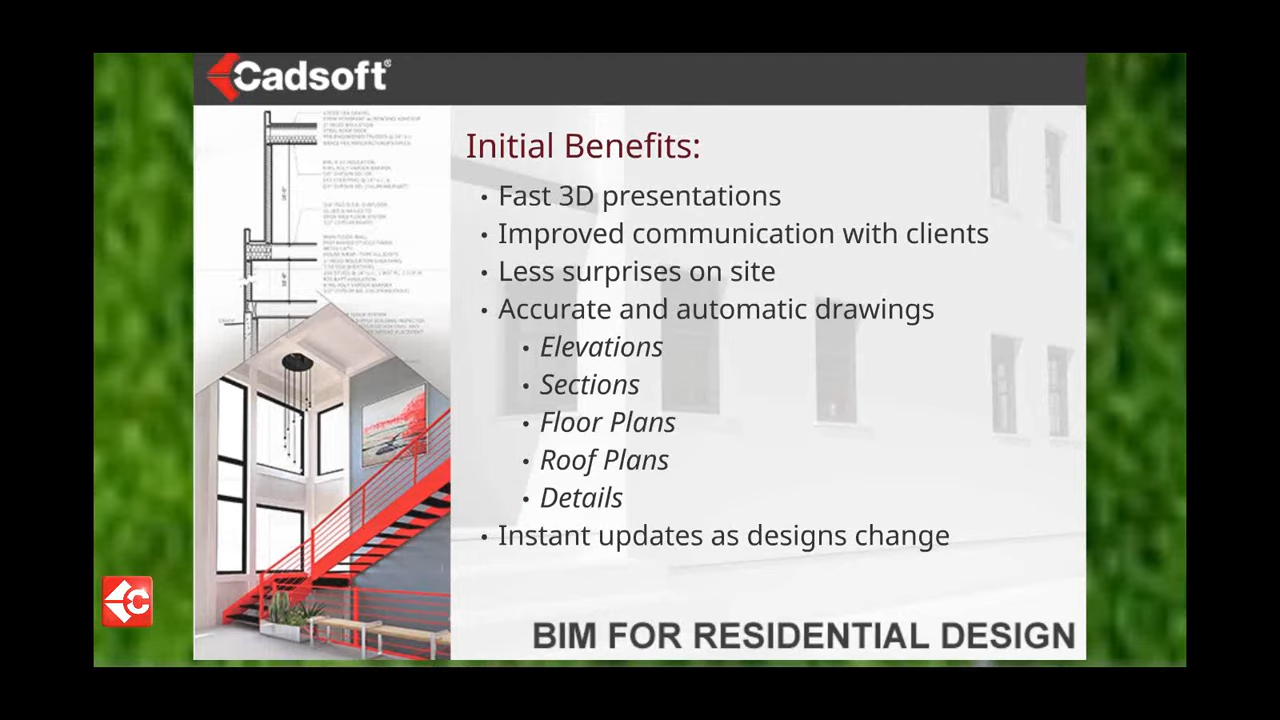 Cadsoft®
Initial Benefits:
• Fast 3D presentations
• Improved communication with clients
• Less surprises on site
• Accurate and automatic drawings
• Elevations
• Sections
• Floor Plans
• Roof Plans
• Details
• Instant updates as designs change
BIM FOR RESIDENTIAL DESIGN